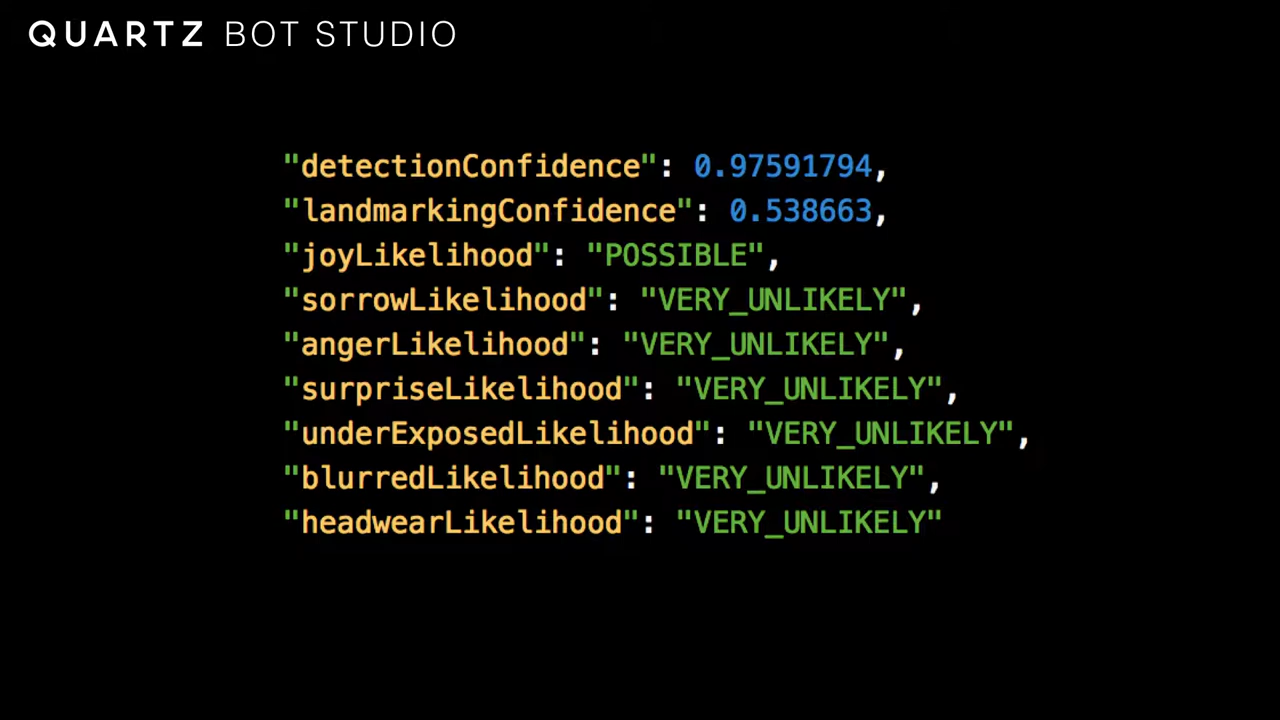 QUARTZ BOT STUDIO
"detectionConfidence": 0.97591794,
"landmarkingConfidence": 0.538663,
"joyLikelihood": "POSSIBLE",
"sorrowLikelihood": "VERY_UNLIKELY",
"angerLikelihood": "VERY_UNLIKELY",
"surpriseLikelihood": "VERY_UNLIKELY",
"underExposedLikelihood": "VERY_UNLIKELY",
"blurredLikelihood": "VERY_UNLIKELY",
"headwearLikelihood": "VERY_UNLIKELY"